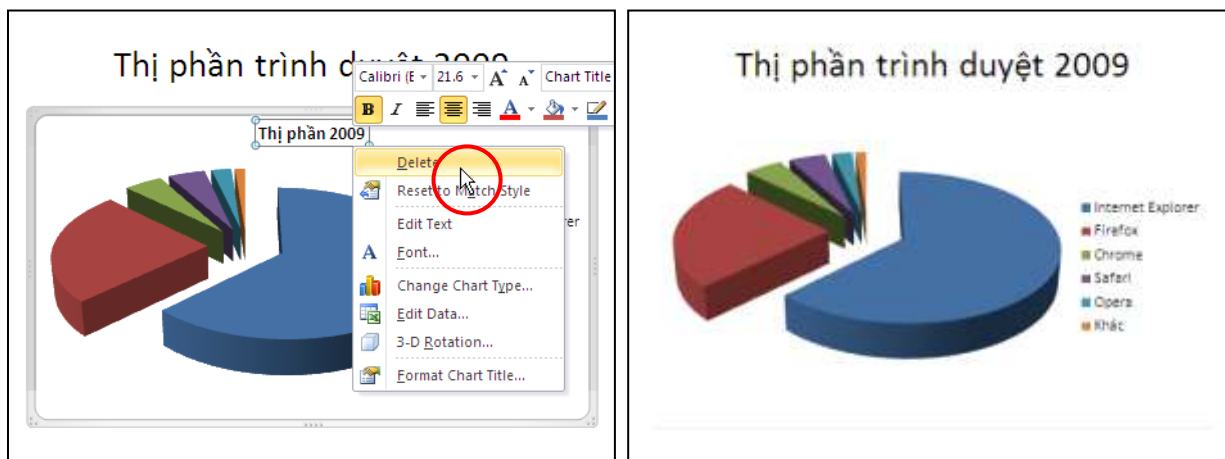 Thị phần trình duyệt 2009
Calibri (E 21.6 A A Chart Title
B I A
Thị phần 2009
Delete
Reset to Match Style
er
Edit Text
A Font...
Change Chart Type...
Edit Data...
3-D Rotation...
Format Chart Title...
Thị phần trình duyệt 2009
Internet Explorer
Firefox
Chrome
Safari
Opera
Khác